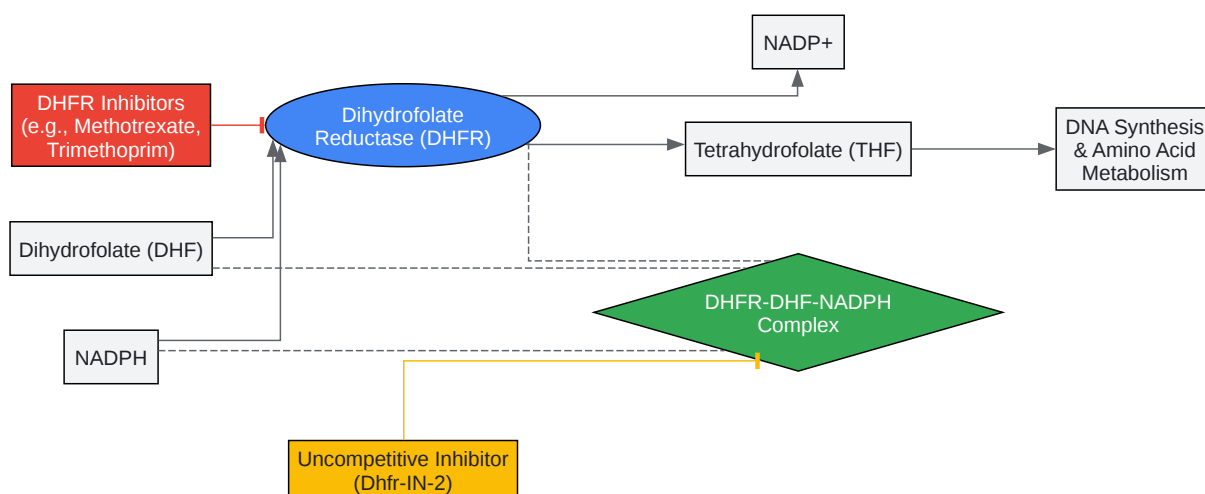 NADP+
DHFR Inhibitors
(e.g., Methotrexate,
Trimethoprim)
Dihydrofolate
Reductase (DHFR)
Tetrahydrofolate (THF)
DNA Synthesis
& Amino Acid
Metabolism
Dihydrofolate (DHF)
DHFR-DHF-NADPH
Complex
NADPH
Uncompetitive Inhibitor
(Dhfr-IN-2)